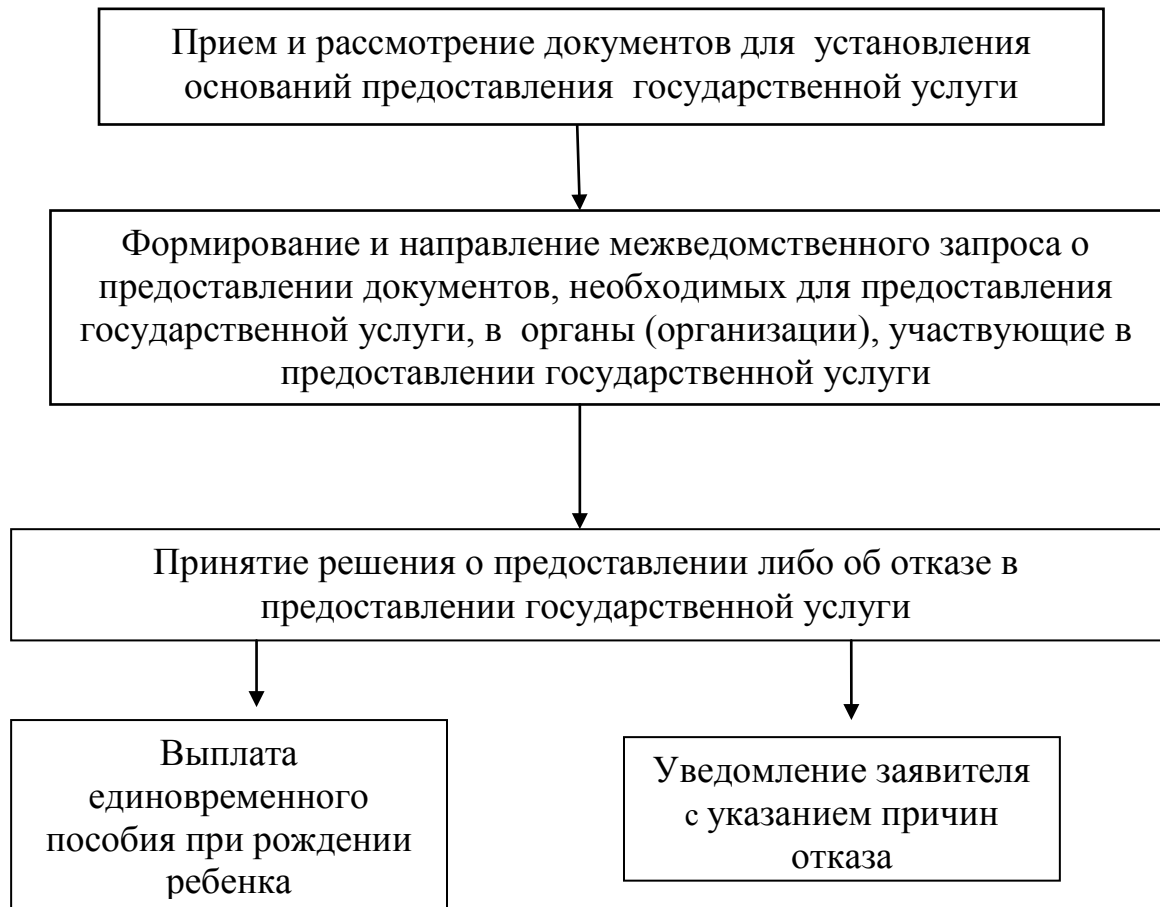 Прием и рассмотрение документов для установления
оснований предоставления государственной услуги
Формирование и направление межведомственного запроса о
предоставлении документов, необходимых для предоставления
государственной услуги, в органы (организации), участвующие в
предоставлении государственной услуги
Принятие решения о предоставлении либо об отказе в
предоставлении государственной услуги
Выплата
единовременного
пособия при рождении
ребенка
Уведомление заявителя
с указанием причин
отказа